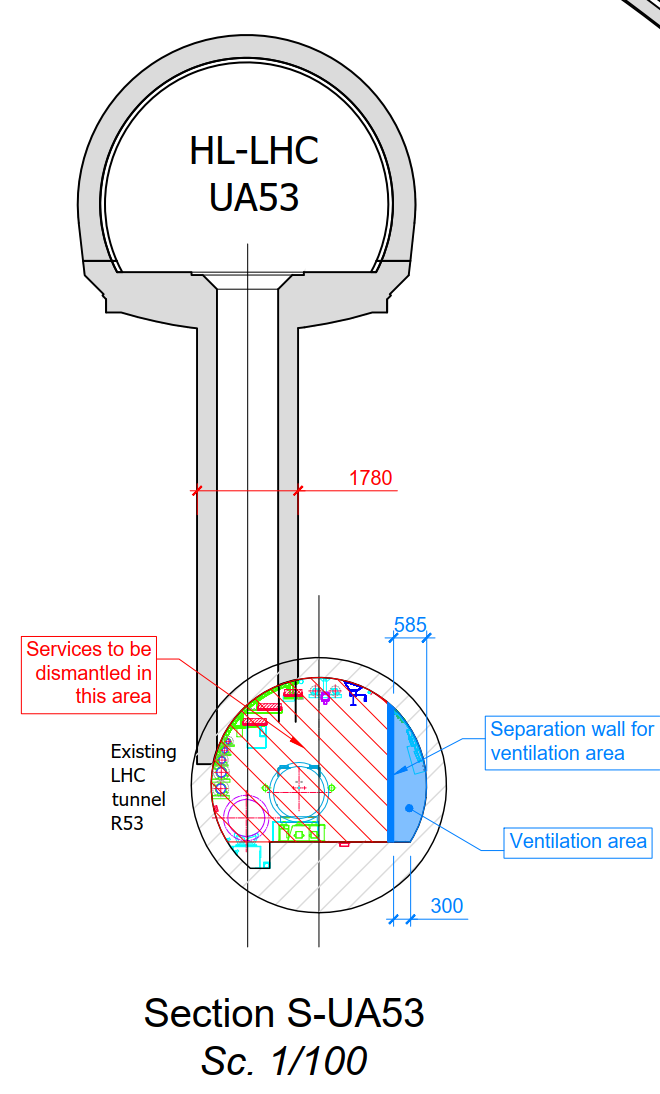 HL-LHC
UA53
1780
585
Services to be
dismantled in
this area
Separation wall for
ventilation area
Existing
LHC
tunnel
R53
Ventilation area
300
Section S-UA53
Sc. 1/100